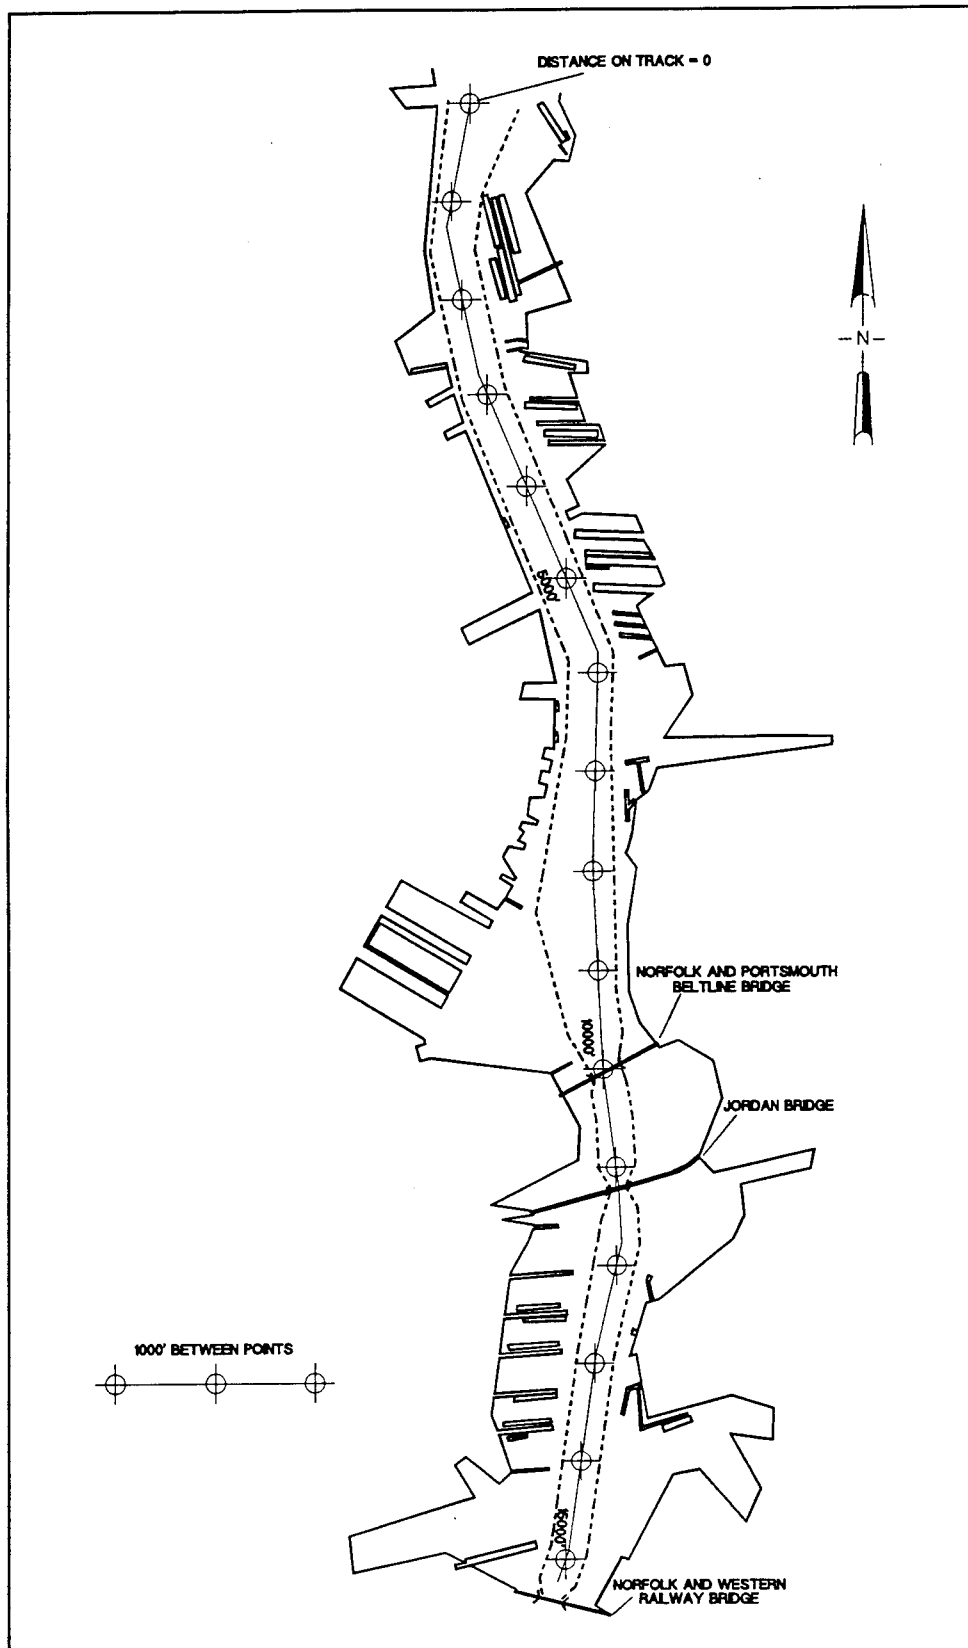 DISTANCE ON TRACK = 0
-N-
5000'
NORFOLK AND PORTSMOUTH
BELTLINE BRIDGE
10000'
JORDAN BRIDGE
1000' BETWEEN POINTS
15000'
NORFOLK AND WESTERN
RAILWAY BRIDGE